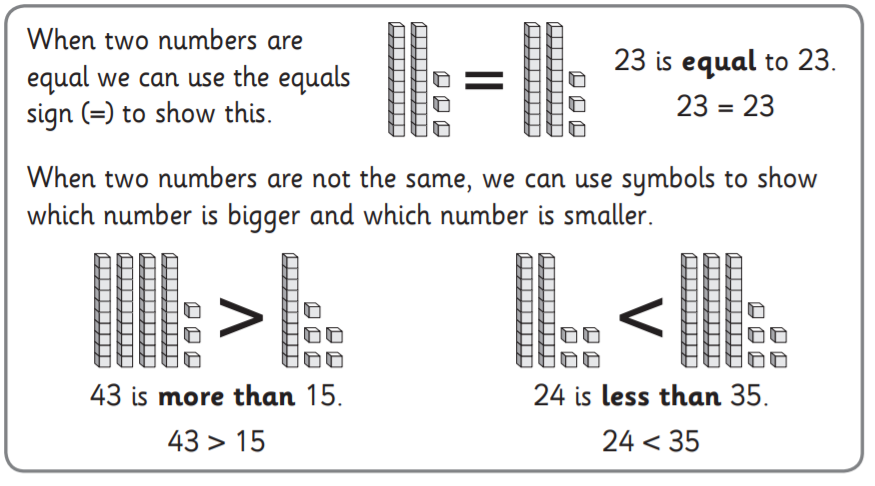 When two numbers are
equal we can use the equals
sign (=) to show this.
=
23 is equal to 23.
23 = 23
When two numbers are not the same, we can use symbols to show
which number is bigger and which number is smaller.
>
<
43 is more than 15.
24 is less than 35.
43 > 15
24 < 35